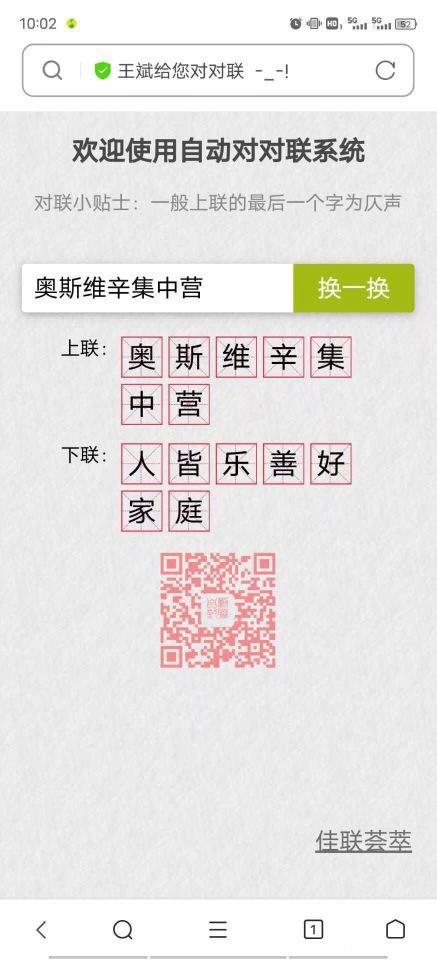 10:02
HD 5G 5G 52
王斌给您对对联 -_-!
欢迎使用自动对对联系统
对联小贴士：一般上联的最后一个字为仄声
奥斯维辛集中营 换一换
上联： 奥斯维辛集
中营
下联： 人皆乐善好
家庭
佳联荟萃
1